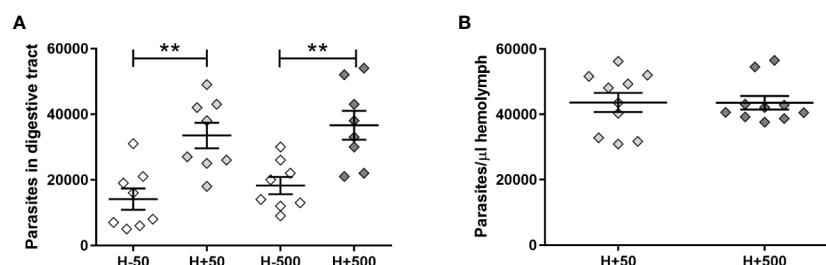 A
Parasites in digestive tract
60000
40000
20000
0
**
**
H-50
H+50
H-500
H+500
B
Parasites/µl hemolymph
60000
40000
20000
0
H+50
H+500